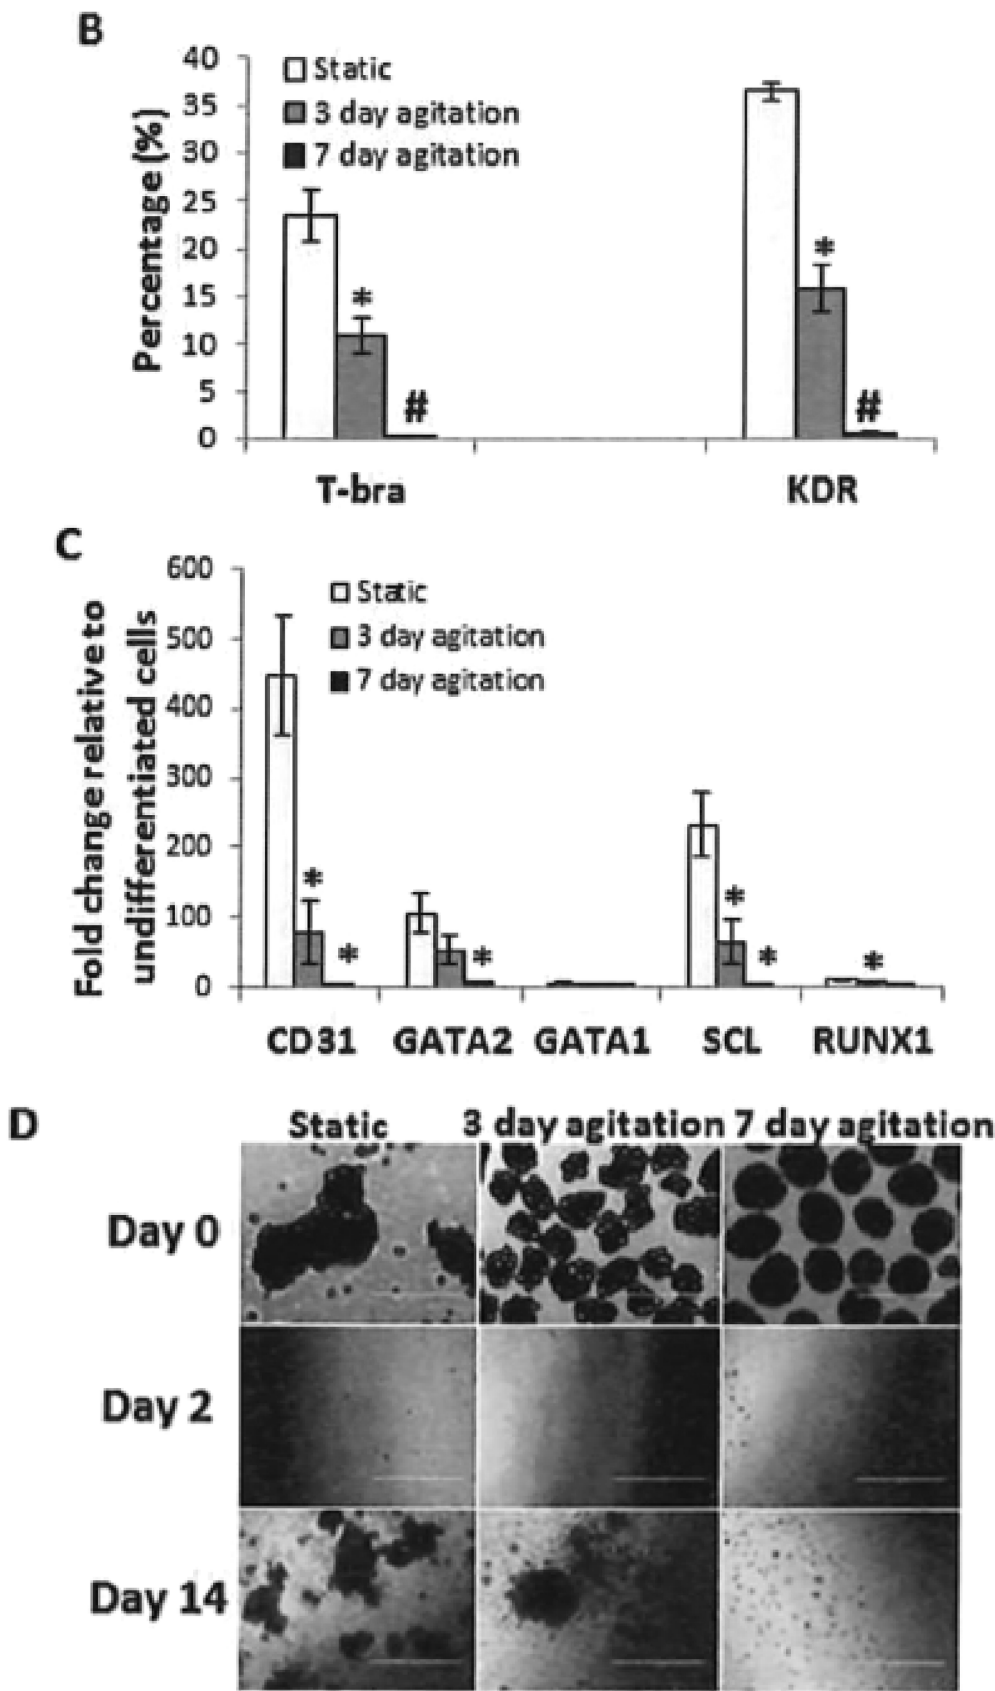 B
40
35
30
25
20
15
10
5
0
Percentage (%)
Static
3 day agitation
7 day agitation
*
#
*
#
T-bra
KDR
C
600
500
400
300
200
100
0
Fold change relative to
undifferentiated cells
Static
3 day agitation
7 day agitation
*
*
*
*
*
*
CD31 GATA2 GATA1 SCL RUNX1
D
Static 3 day agitation 7 day agitation
Day 0
Day 2
Day 14